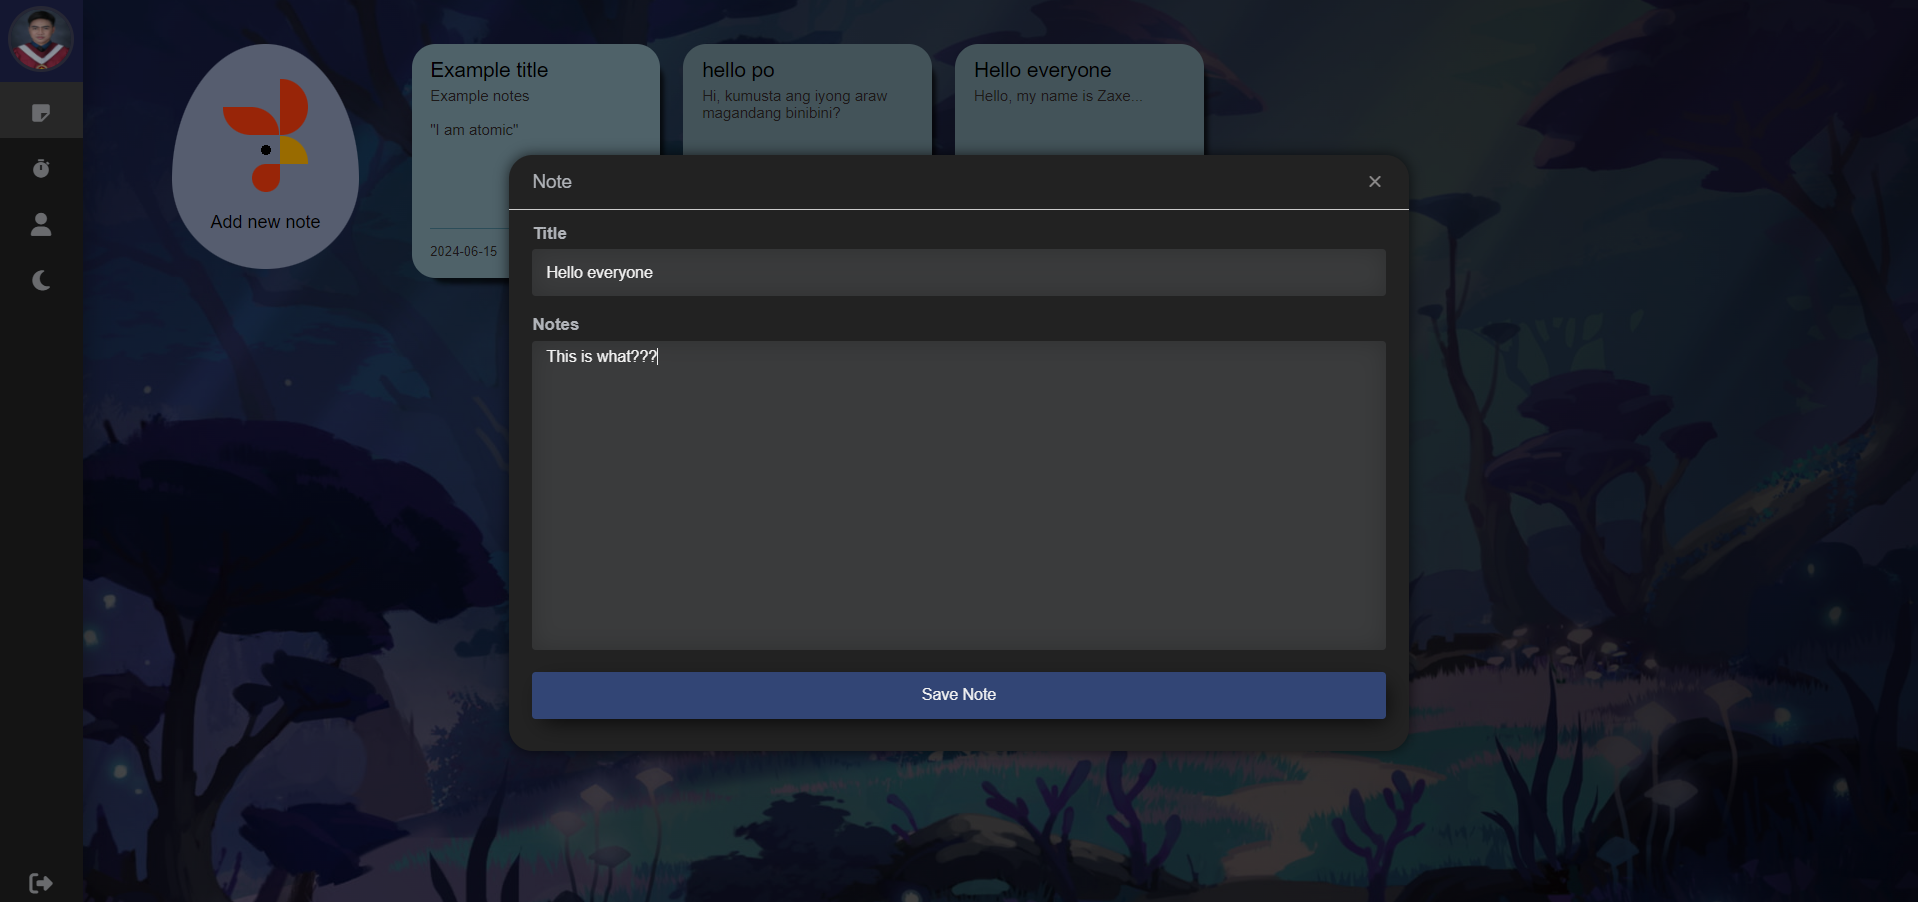 Add new note
Example title
Example notes
"I am atomic"
2024-06-15
hello po
Hi, kumusta ang iyong araw
magandang binibini?
Hello everyone
Hello, my name is Zaxe...
Note
Title
Hello everyone
Notes
This is what???
Save Note